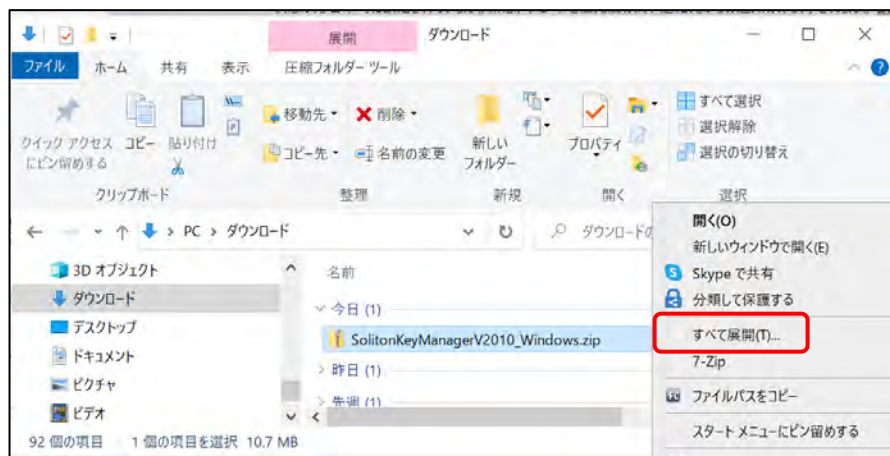 展開
ダウンロード
ファイル ホーム 共有 表示 圧縮フォルダー ツール
クイック アクセスにピン留めする
コピー
貼り付け
移動先
削除
コピー先
名前の変更
新しいフォルダー
プロパティ
すべて選択
選択解除
選択の切り替え
クリップボード 整理 新規 開く 選択
PC > ダウンロード
ダウンロードの
3D オブジェクト
ダウンロード
デスクトップ
ドキュメント
ピクチャ
ビデオ
名前
今日 (1)
SolitonKeyManagerV2010_Windows.zip
昨日 (1)
先週 (1)
92 個の項目 1 個の項目を選択 10.7 MB
開く(O)
新しいウィンドウで開く(E)
Skype で共有
分類して保護する
すべて展開(T)...
7-Zip
ファイルパスをコピー
スタート メニューにピン留めする